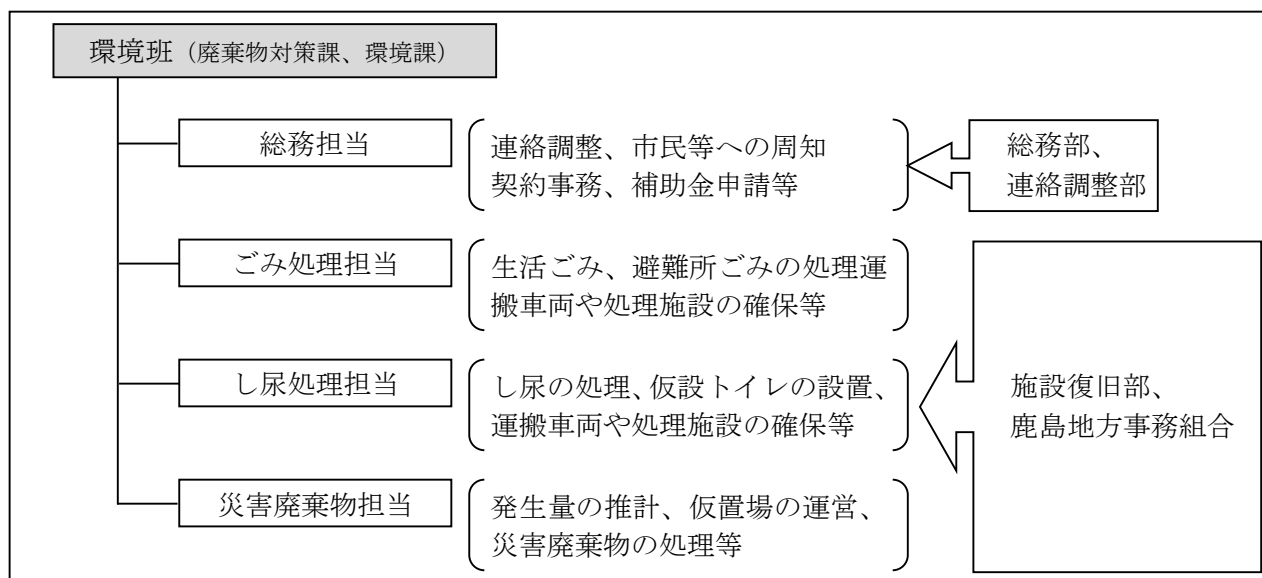 環境班（廃棄物対策課、環境課）
総務担当
連絡調整、市民等への周知
契約事務、補助金申請等
総務部、
連絡調整部
ごみ処理担当
生活ごみ、避難所ごみの処理運
搬車両や処理施設の確保等
し尿処理担当
し尿の処理、仮設トイレの設置、
運搬車両や処理施設の確保等
施設復旧部、
鹿島地方事務組合
災害廃棄物担当
発生量の推計、仮置場の運営、
災害廃棄物の処理等